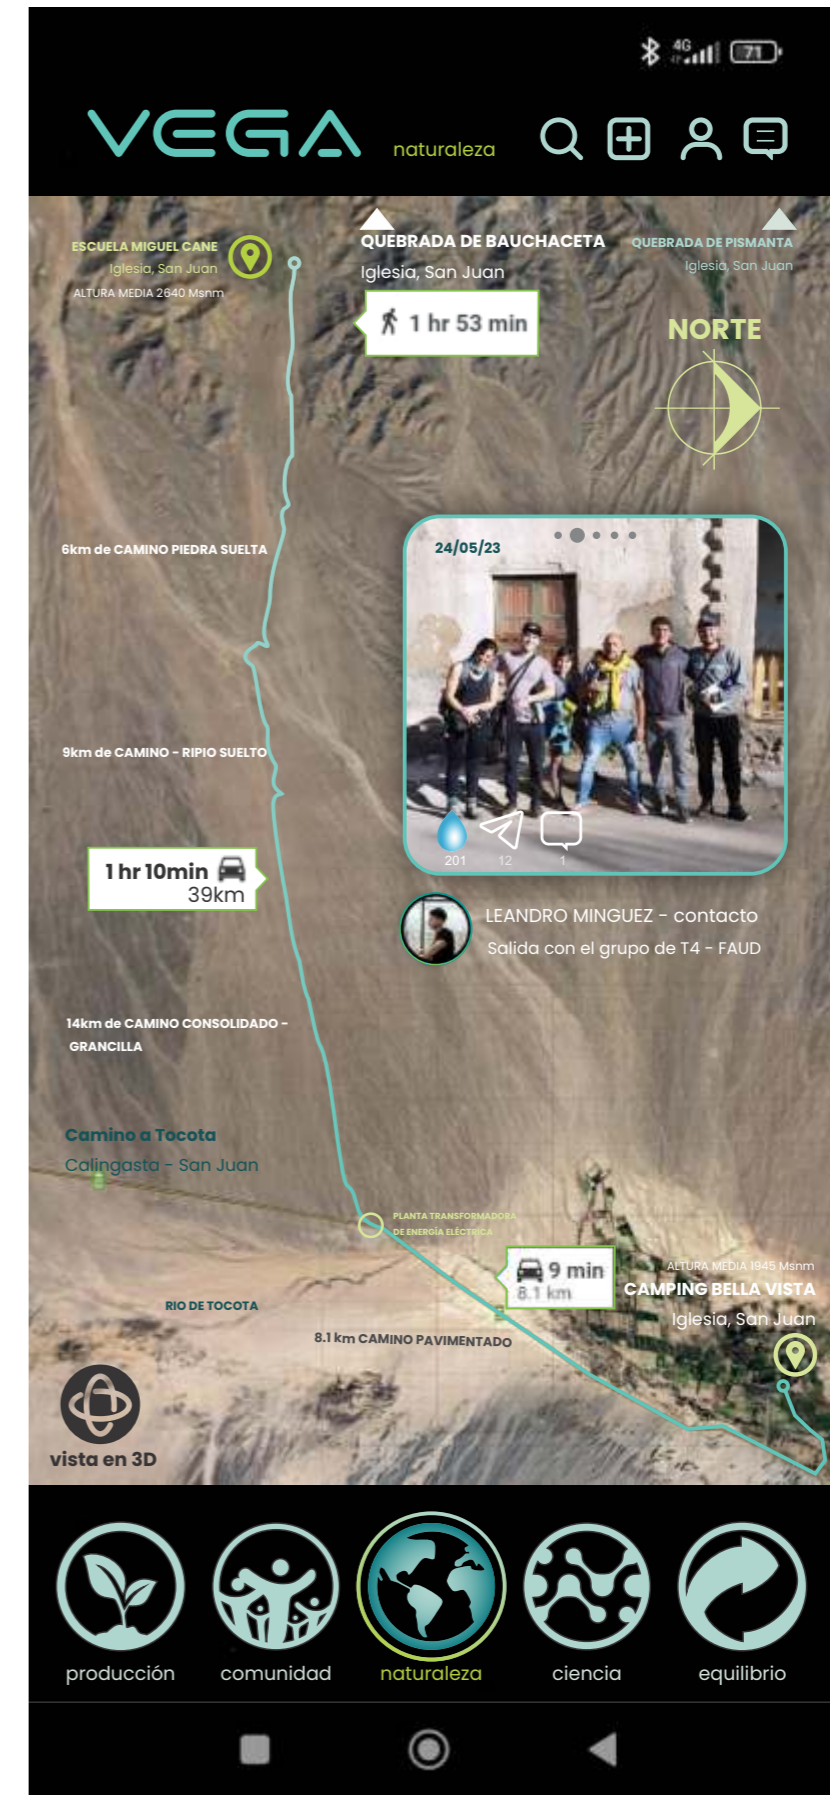 4G
71
VEGA
naturaleza
ESCUELA MIGUEL CANE
Iglesia, San Juan
ALTURA MEDIA 2640 Msnm
QUEBRADA DE BAUCHACETA
Iglesia, San Juan
1 hr 53 min
QUEBRADA DE PISMANTA
Iglesia, San Juan
NORTE
6km de CAMINO PIEDRA SUELTA
24/05/23
201
12
1
LEANDRO MINGUEZ - contacto
Salida con el grupo de T4 - FAUD
9km de CAMINO - RIPIO SUELTO
1 hr 10min
39km
14km de CAMINO CONSOLIDADO -
GRANCILLA
Camino a Tocota
Calingasta - San Juan
PLANTA TRANSFORMADORA
DE ENERGÍA ELÉCTRICA
9 min
8.1 km
ALTURA MEDIA 1945 Msnm
CAMPING BELLA VISTA
Iglesia, San Juan
RIO DE TOCOTA
8.1 km CAMINO PAVIMENTADO
vista en 3D
producción
comunidad
naturaleza
ciencia
equilibrio